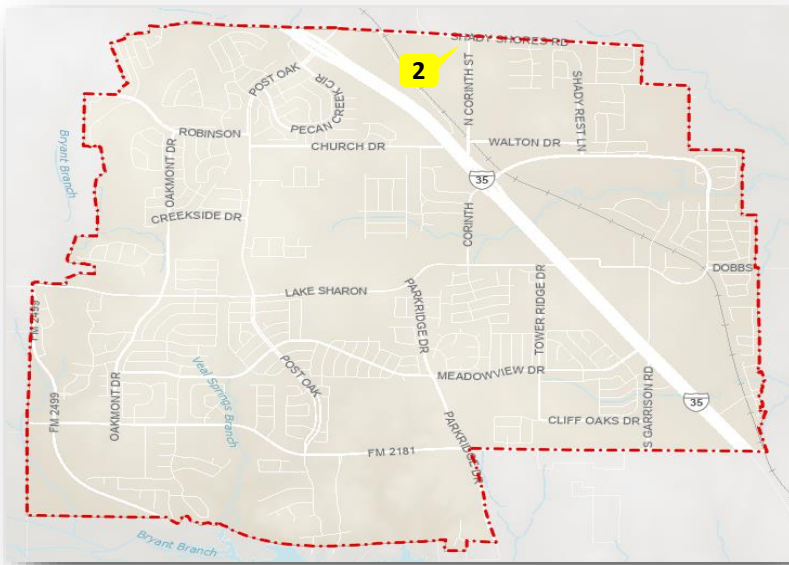 SHADY SHORES RD
2
POST OAK
PECAN CREEK CIR
N CORINTH ST
SHADY REST LN
ROBINSON
CHURCH DR
WALTON DR
Bryant Branch
OAKMONT DR
35
CREEKSIDE DR
CORINTH
DOBBS
LAKE SHARON
FM 2499
PARKRIDGE DR
TOWER RIDGE DR
Veal Springs Branch
POST OAK
MEADOWVIEW DR
OAKMONT DR
FM 2499
S GARRISON RD
35
CLIFF OAKS DR
PARKRIDGE DR
FM 2181
Bryant Branch